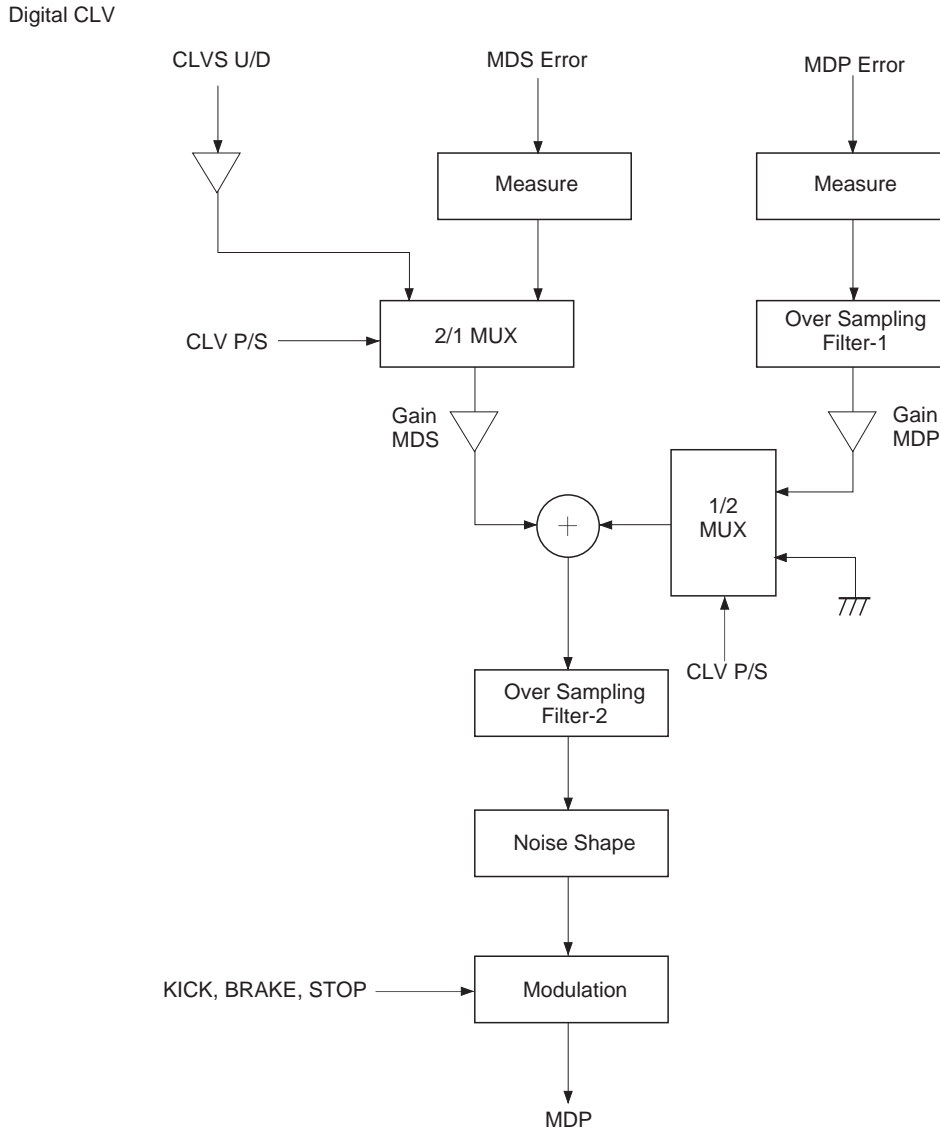 Digital CLV
CLVS U/D
MDS Error
MDP Error
Measure
Measure
CLV P/S
2/1 MUX
Over Sampling
Filter-1
Gain
MDS
Gain
MDP
1/2
MUX
+
CLV P/S
Over Sampling
Filter-2
Noise Shape
KICK, BRAKE, STOP
Modulation
MDP